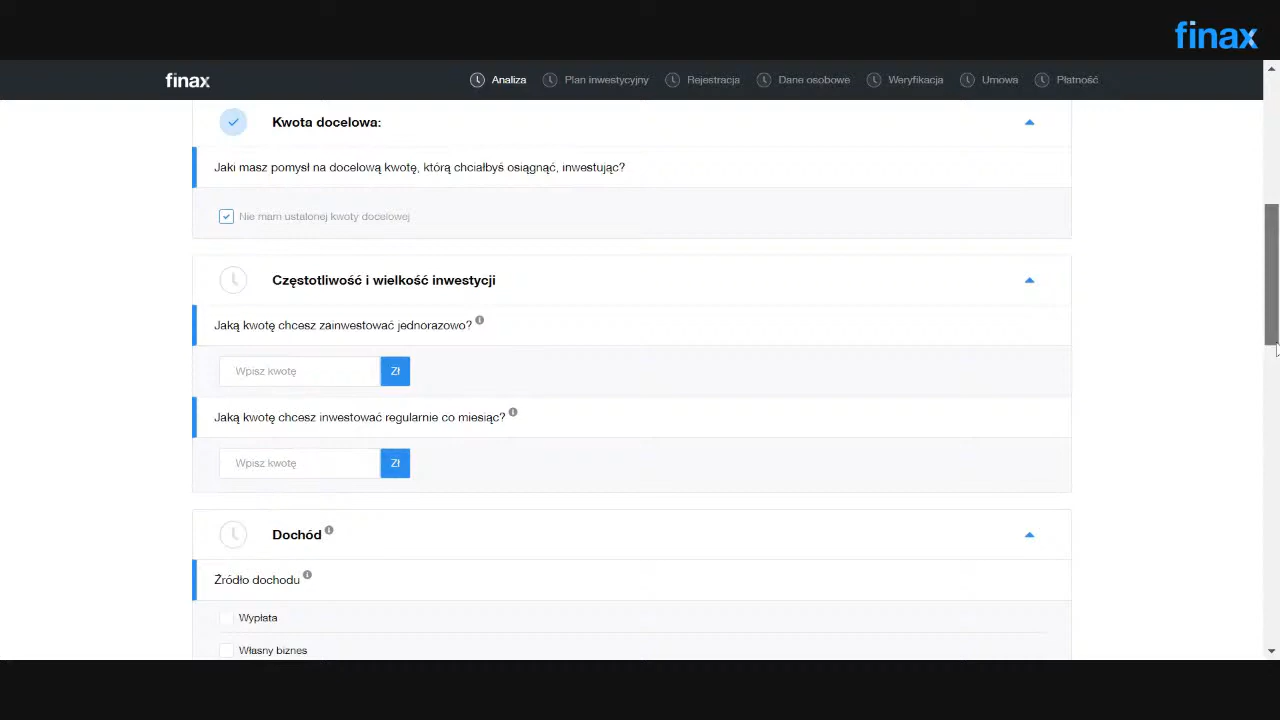 finax
finax
Analiza
Plan inwestycyjny
Rejestracja
Dane osobowe
Weryfikacja
Umowa
Płatność
Kwota docelowa:
Jaki masz pomysł na docelową kwotę, którą chciałbyś osiągnąć, inwestując?
Nie mam ustalonej kwoty docelowej
Częstotliwość i wielkość inwestycji
Jaką kwotę chcesz zainwestować jednorazowo?
Wpisz kwotę
Zł
Jaką kwotę chcesz inwestować regularnie co miesiąc?
Wpisz kwotę
Zł
Dochód
Źródło dochodu
Wypłata
Własny biznes